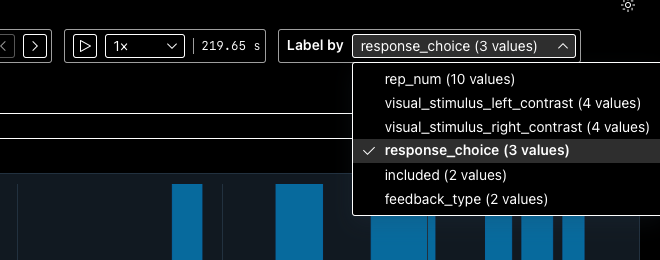 1× 219.65 s Label by response_choice (3 values)
rep_num (10 values)
visual_stimulus_left_contrast (4 values)
visual_stimulus_right_contrast (4 values)
response_choice (3 values)
included (2 values)
feedback_type (2 values)